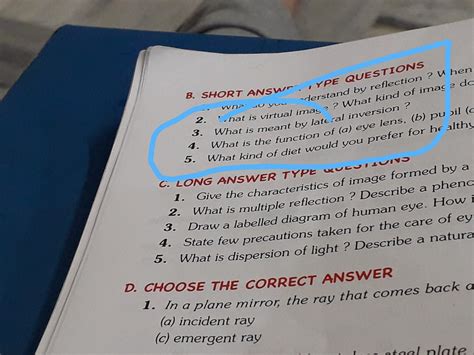 B. SHORT ANSWER TYPE QUESTIONS
1. What do you understand by reflection ? When
2. What is virtual image ? What kind of image do
3. What is meant by lateral inversion ?
4. What is the function of (a) eye lens, (b) pupil (c
5. What kind of diet would you prefer for healthy
C. LONG ANSWER TYPE QUESTIONS
1. Give the characteristics of image formed by a
2. What is multiple reflection ? Describe a phen
3. Draw a labelled diagram of human eye. How i
4. State few precautions taken for the care of ey
5. What is dispersion of light ? Describe a natura
D. CHOOSE THE CORRECT ANSWER
1. In a plane mirror, the ray that comes back a
(a) incident ray
(c) emergent ray
steel plate